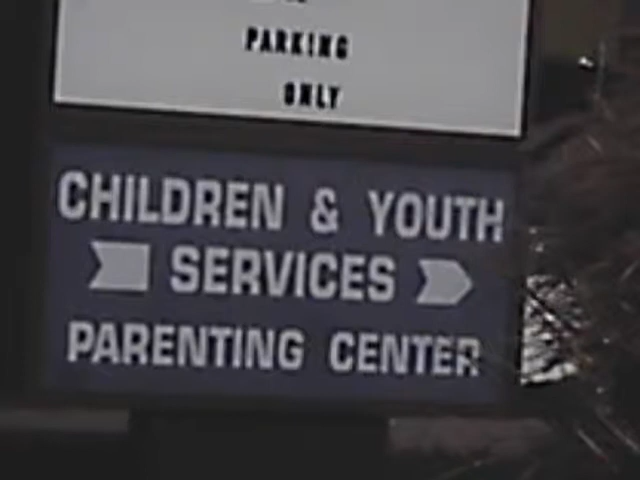 PARKING
ONLY
CHILDREN & YOUTH
SERVICES
PARENTING CENTER